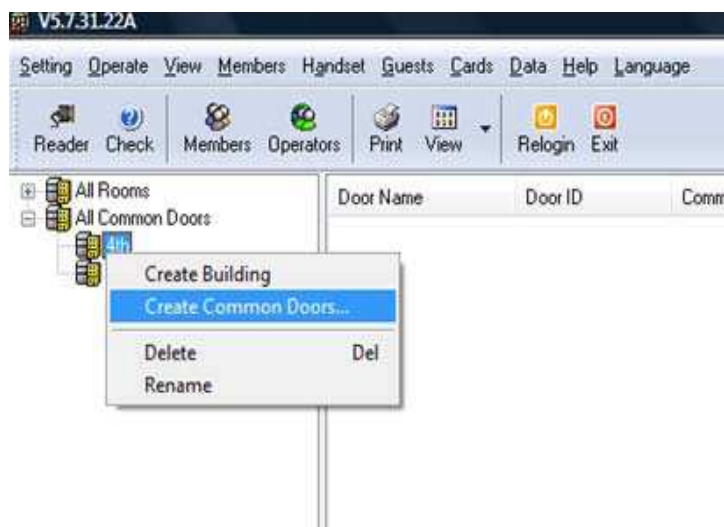 V5.7.31.22A
Setting Operate View Members Handset Guests Cards Data Help Language
Reader Check Members Operators Print View Relogin Exit
All Rooms
All Common Doors
4th
Door Name Door ID Comm
Create Building
Create Common Doors...
Delete Del
Rename